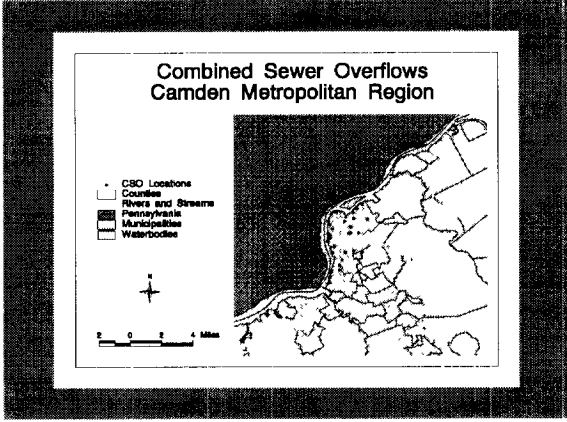 Combined Sewer Overflows
Camden Metropolitan Region
CSO Locations
Counties
Rivers and Streams
Pennsylvania
Municipalities
Waterbodies
N
2 0 2 4 Miles